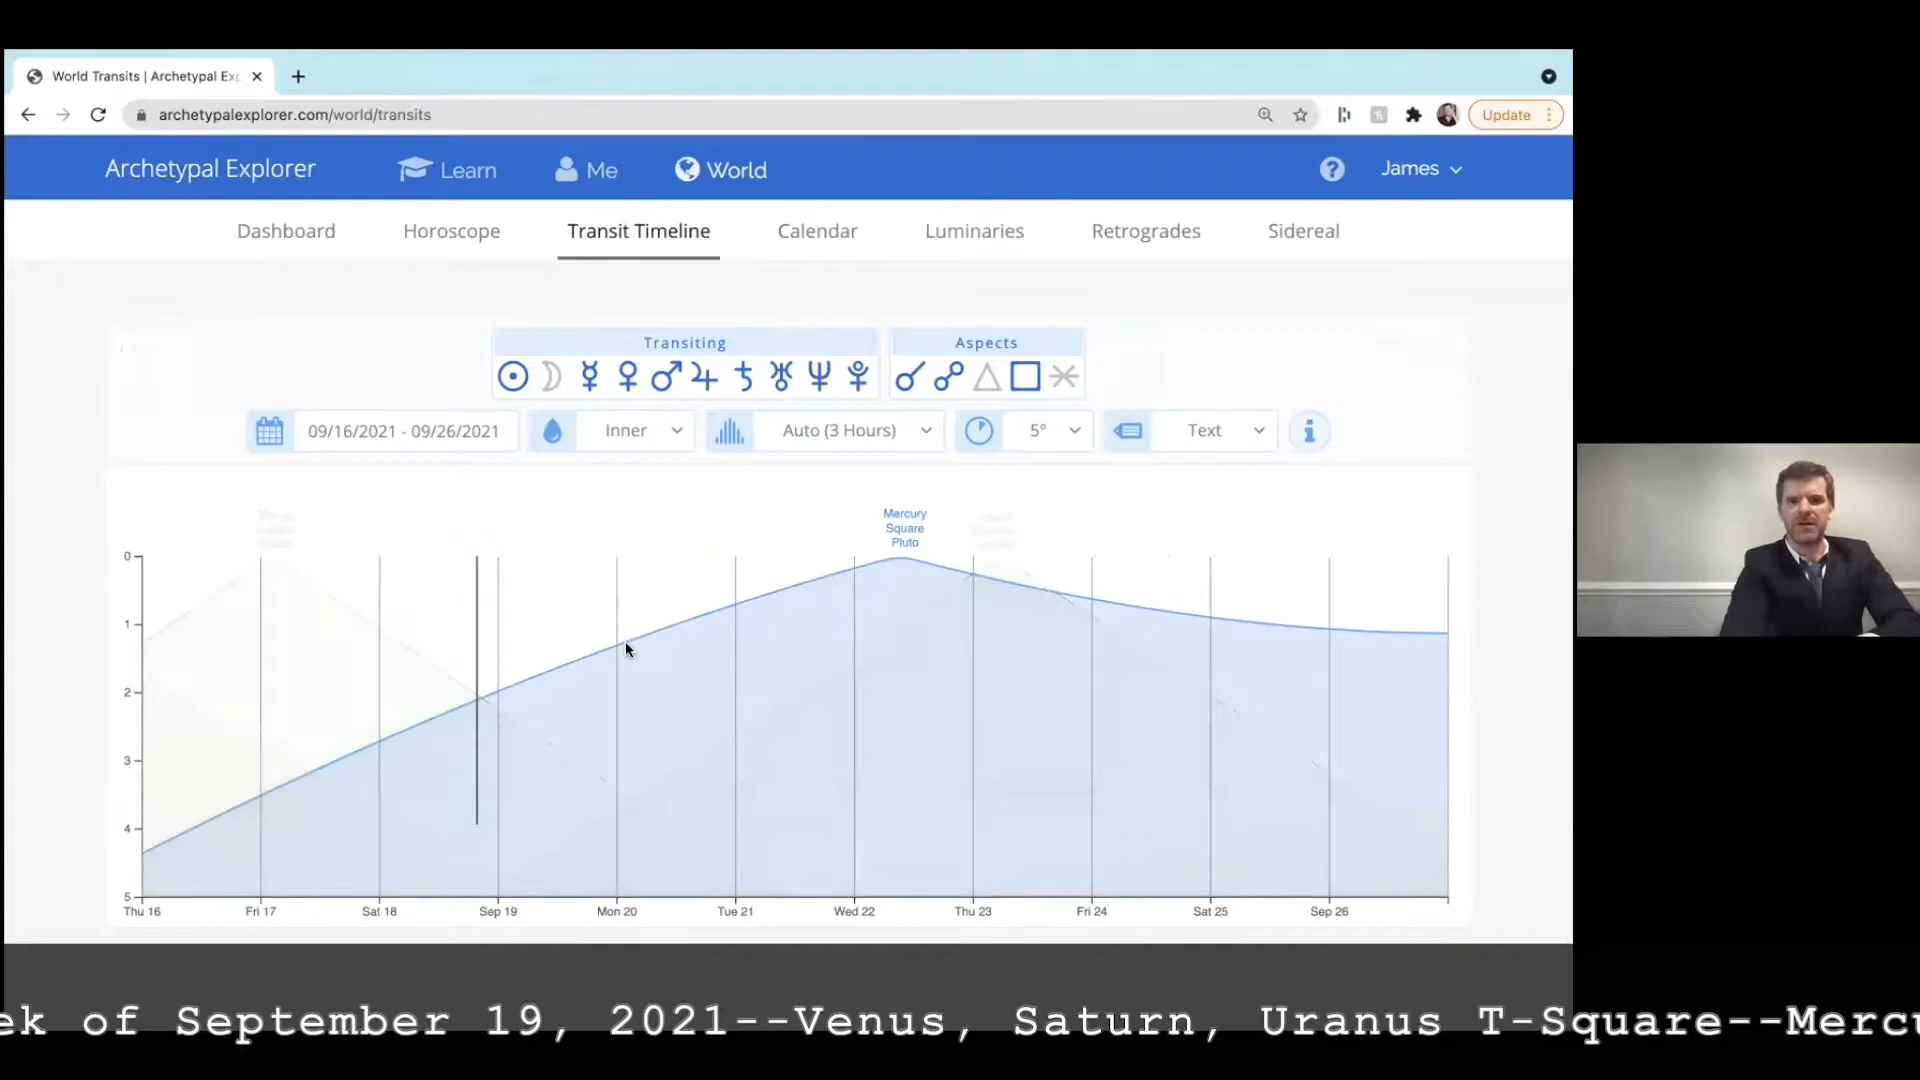 World Transits | Archetypal Ex
archetypalexplorer.com/world/transits
Update
Archetypal Explorer
Learn
Me
World
James
Dashboard
Horoscope
Transit Timeline
Calendar
Luminaries
Retrogrades
Sidereal
Transiting
Aspects
09/16/2021 - 09/26/2021
Inner
Auto (3 Hours)
5°
Text
Mercury
Square
Pluto
0
1
2
3
4
5
Thu 16
Fri 17
Sat 18
Sep 19
Mon 20
Tue 21
Wed 22
Thu 23
Fri 24
Sat 25
Sep 26
ek of September 19, 2021--Venus, Saturn, Uranus T-Square--Merc